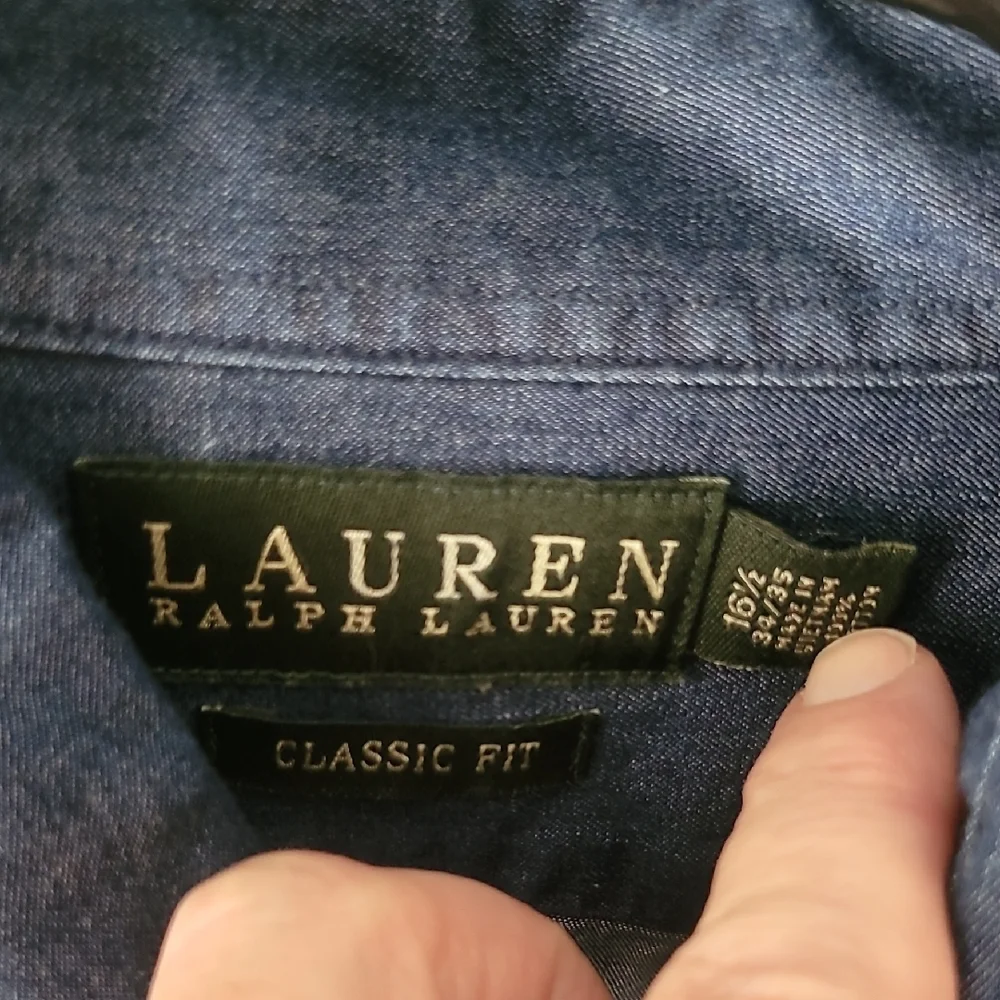 LAUREN
RALPH LAUREN
CLASSIC FIT
16½
34/35
MADE IN